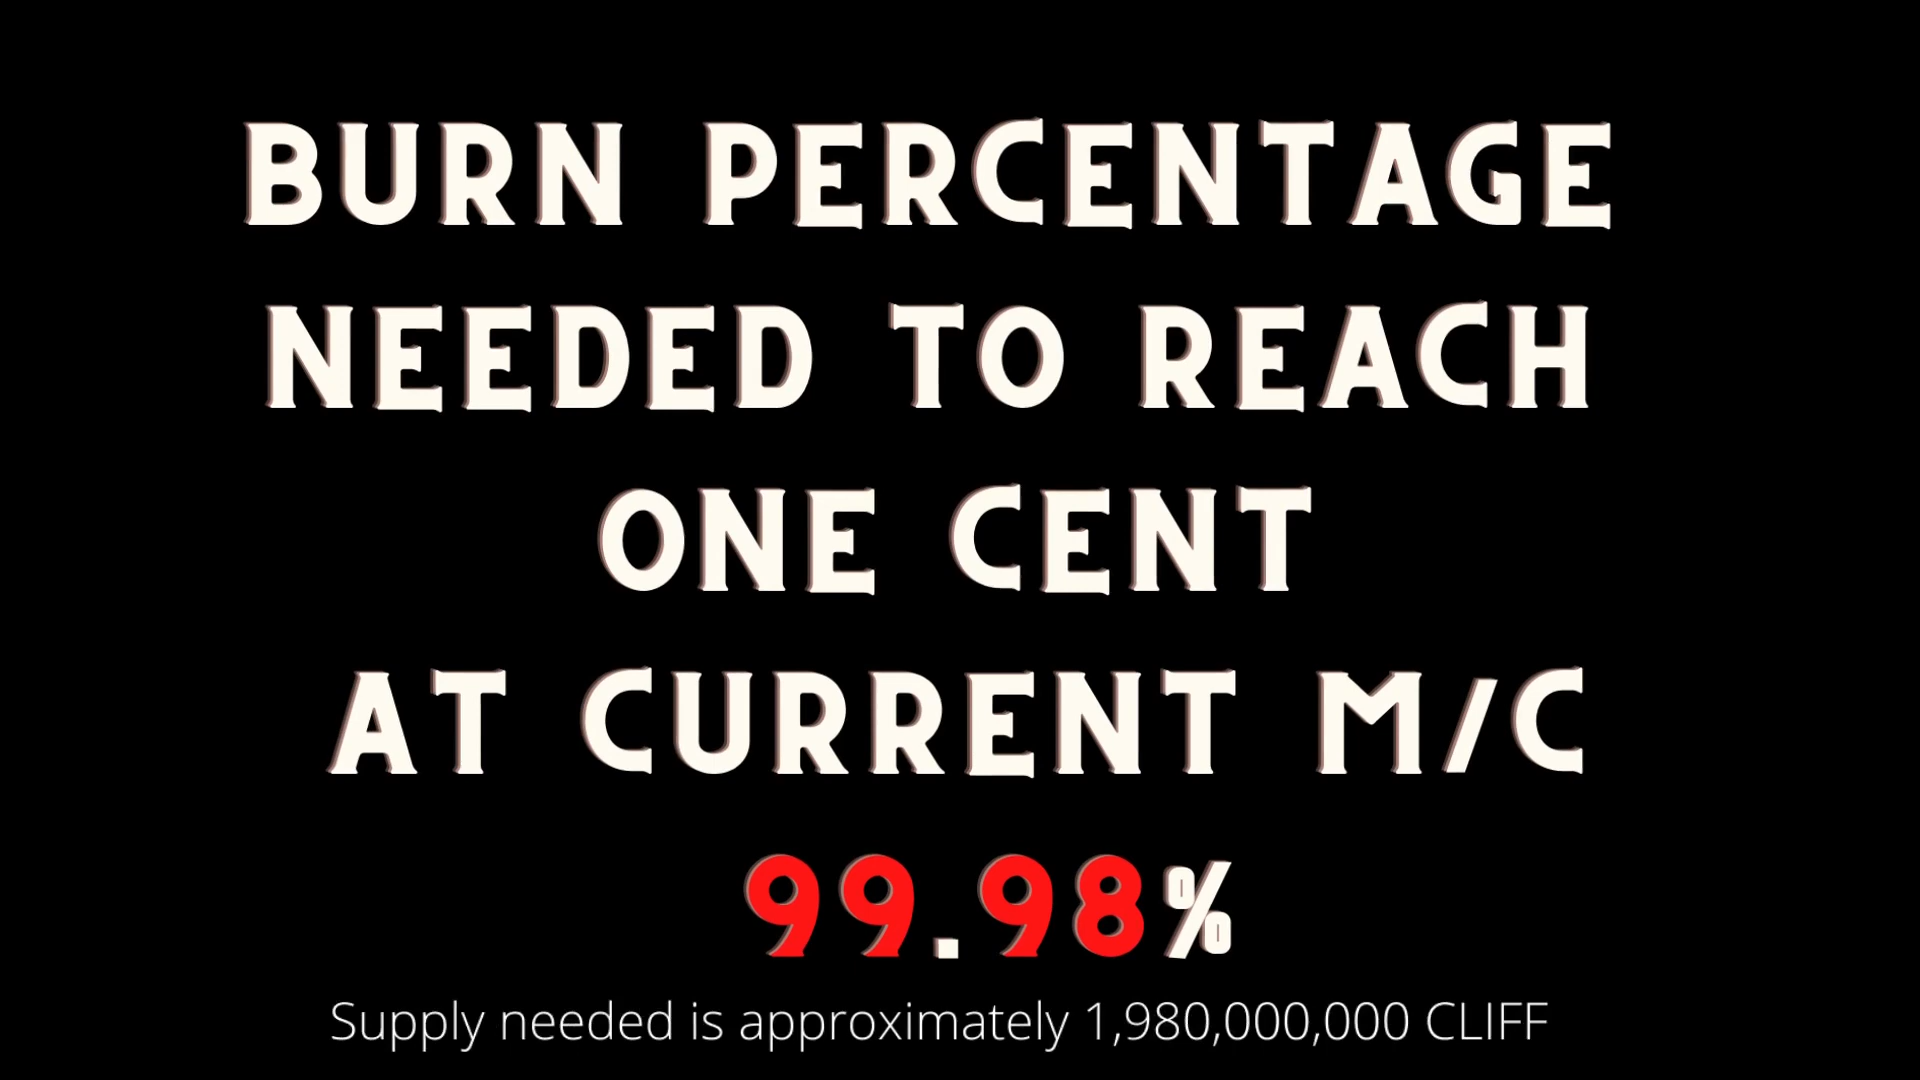 BURN PERCENTAGE
NEEDED TO REACH
ONE CENT
AT CURRENT M/C
99.98%
Supply needed is approximately 1,980,000,000 CLIFF